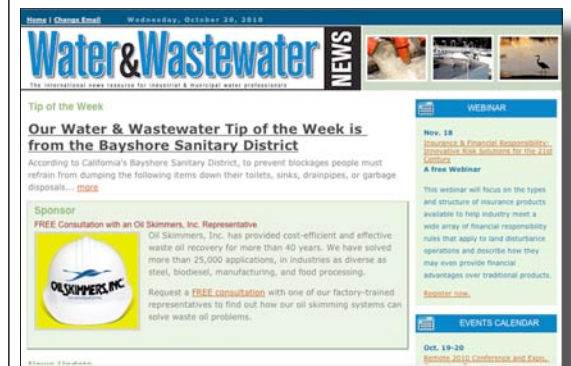 Home | Change Email Wednesday, October 20, 2010
Water&Wastewater NEWS
The international news resource for industrial & municipal water professionals
Tip of the Week
Our Water & Wastewater Tip of the Week is
from the Bayshore Sanitary District
According to California's Bayshore Sanitary District, to prevent blockages people must
refrain from dumping the following items down their toilets, sinks, drainpipes, or garbage
disposals... more
Sponsor
FREE Consultation with an Oil Skimmers, Inc. Representative
OIL SKIMMERS, INC
Oil Skimmers, Inc. has provided cost-efficient and effective
waste oil recovery for more than 40 years. We have solved
more than 25,000 applications, in industries as diverse as
steel, biodiesel, manufacturing, and food processing.
Request a FREE consultation with one of our factory-trained
representatives to find out how our oil skimming systems can
solve waste oil problems.
News Update
WEBINAR
Nov. 18
Insurance & Financial Responsibility:
Innovative Risk Solutions for the 21st
Century
A free Webinar
This webinar will focus on the types
and structure of insurance products
available to help industry meet a
wide array of financial responsibility
rules that apply to land disturbance
operations and describe how they
may even provide financial
advantages over traditional products.
Register now.
EVENTS CALENDAR
Oct. 19-20
Remote 2010 Conference and Expo,